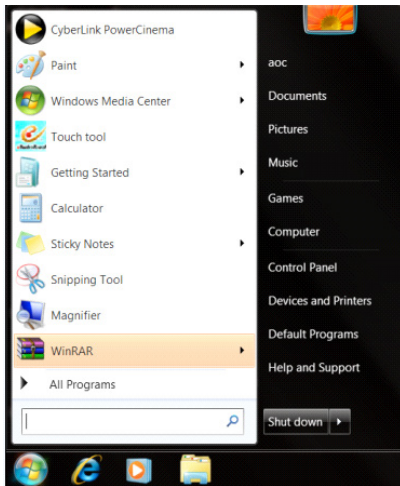 CyberLink PowerCinema
Paint
Windows Media Center
Touch tool
Getting Started
Calculator
Sticky Notes
Snipping Tool
Magnifier
WinRAR
All Programs
aoc
Documents
Pictures
Music
Games
Computer
Control Panel
Devices and Printers
Default Programs
Help and Support
Shut down